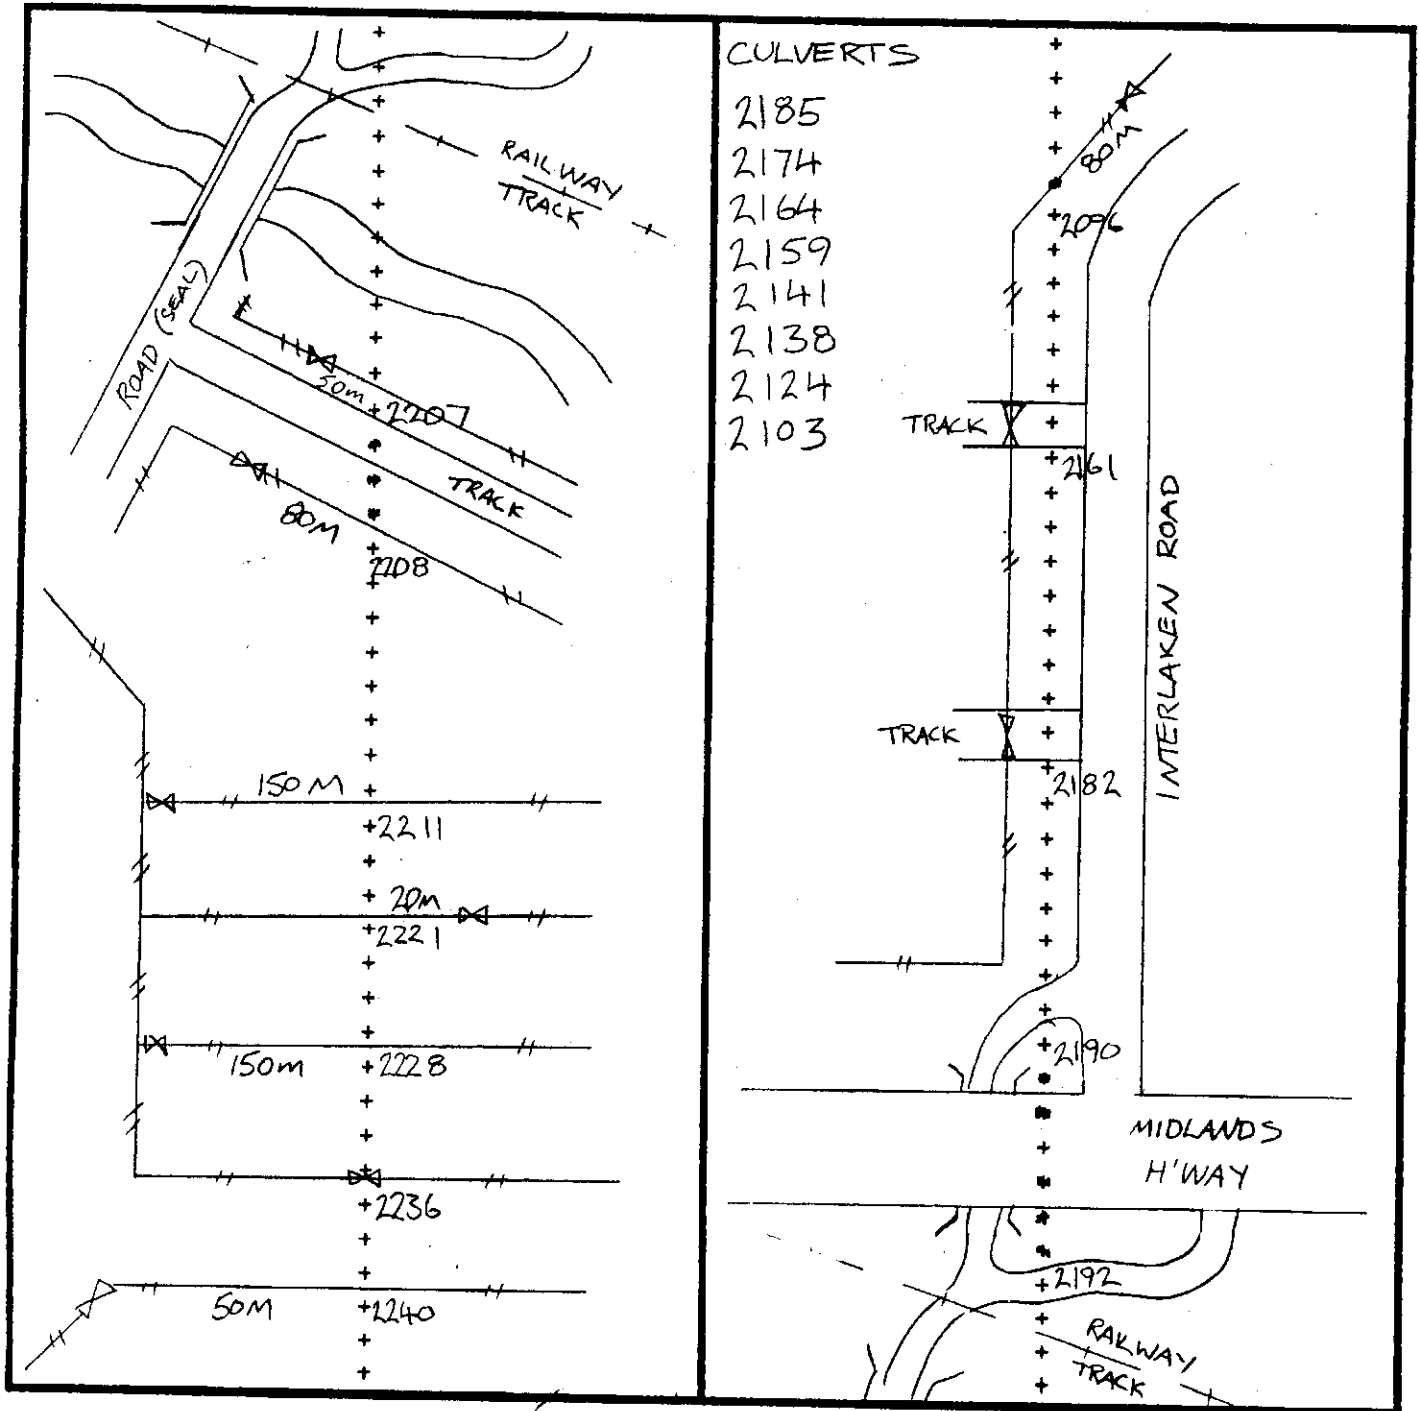 RAILWAY
TRACK
ROAD (SEAL)
50m
2207
TRACK
80M
2208
150M
2211
20M
2221
150m
2228
2236
50M
2240
CULVERTS
2185
2174
2164
2159
2141
2138
2124
2103
80M
2096
TRACK
2161
INTERLAKEN ROAD
TRACK
2182
2190
MIDLANDS
H'WAY
2192
RAILWAY
TRACK